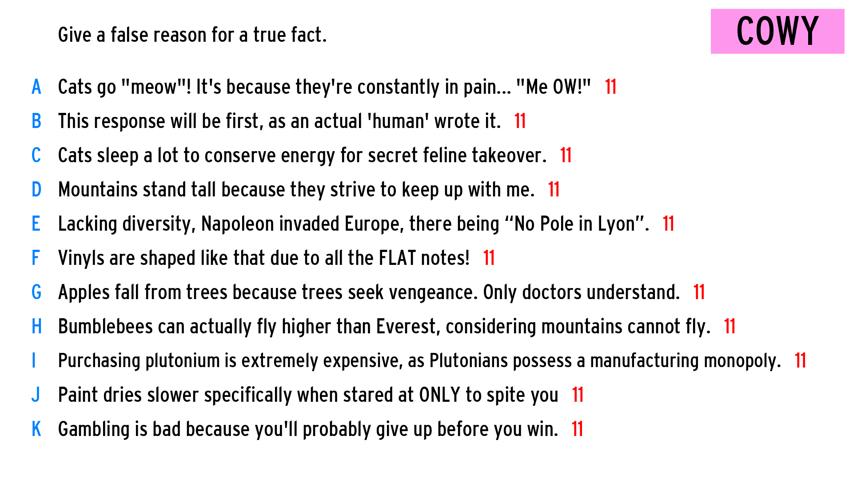 Give a false reason for a true fact.
COWY
A Cats go "meow"! It's because they're constantly in pain... "Me OW!" 11
B This response will be first, as an actual 'human' wrote it. 11
C Cats sleep a lot to conserve energy for secret feline takeover. 11
D Mountains stand tall because they strive to keep up with me. 11
E Lacking diversity, Napoleon invaded Europe, there being “No Pole in Lyon”. 11
F Vinyls are shaped like that due to all the FLAT notes! 11
G Apples fall from trees because trees seek vengeance. Only doctors understand. 11
H Bumblebees can actually fly higher than Everest, considering mountains cannot fly. 11
I Purchasing plutonium is extremely expensive, as Plutonians possess a manufacturing monopoly. 11
J Paint dries slower specifically when stared at ONLY to spite you 11
K Gambling is bad because you'll probably give up before you win. 11